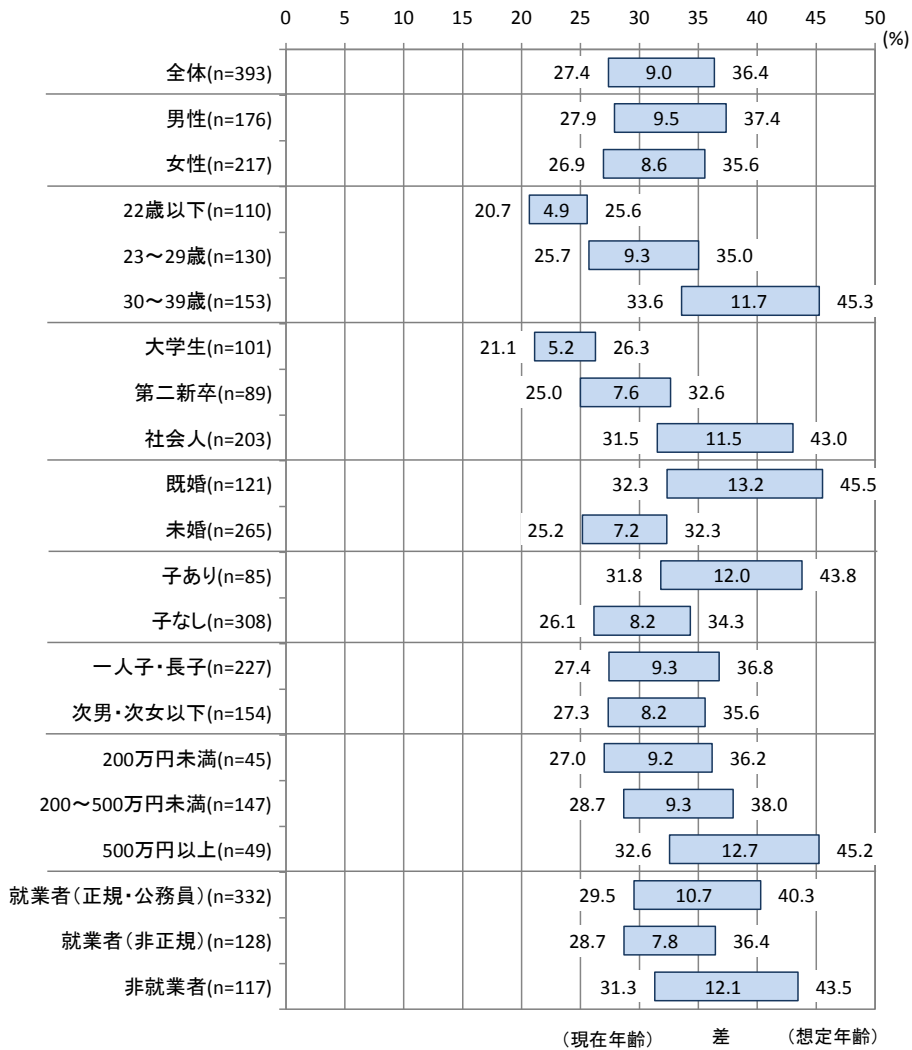 0 5 10 15 20 25 30 35 40 45 50
(%)
全体(n=393) 27.4 9.0 36.4
男性(n=176) 27.9 9.5 37.4
女性(n=217) 26.9 8.6 35.6
22歳以下(n=110) 20.7 4.9 25.6
23～29歳(n=130) 25.7 9.3 35.0
30～39歳(n=153) 33.6 11.7 45.3
大学生(n=101) 21.1 5.2 26.3
第二新卒(n=89) 25.0 7.6 32.6
社会人(n=203) 31.5 11.5 43.0
既婚(n=121) 32.3 13.2 45.5
未婚(n=265) 25.2 7.2 32.3
子あり(n=85) 31.8 12.0 43.8
子なし(n=308) 26.1 8.2 34.3
一人子・長子(n=227) 27.4 9.3 36.8
次男・次女以下(n=154) 27.3 8.2 35.6
200万円未満(n=45) 27.0 9.2 36.2
200～500万円未満(n=147) 28.7 9.3 38.0
500万円以上(n=49) 32.6 12.7 45.2
就業者（正規・公務員）(n=332) 29.5 10.7 40.3
就業者（非正規）(n=128) 28.7 7.8 36.4
非就業者(n=117) 31.3 12.1 43.5
（現在年齢） 差 （想定年齢）